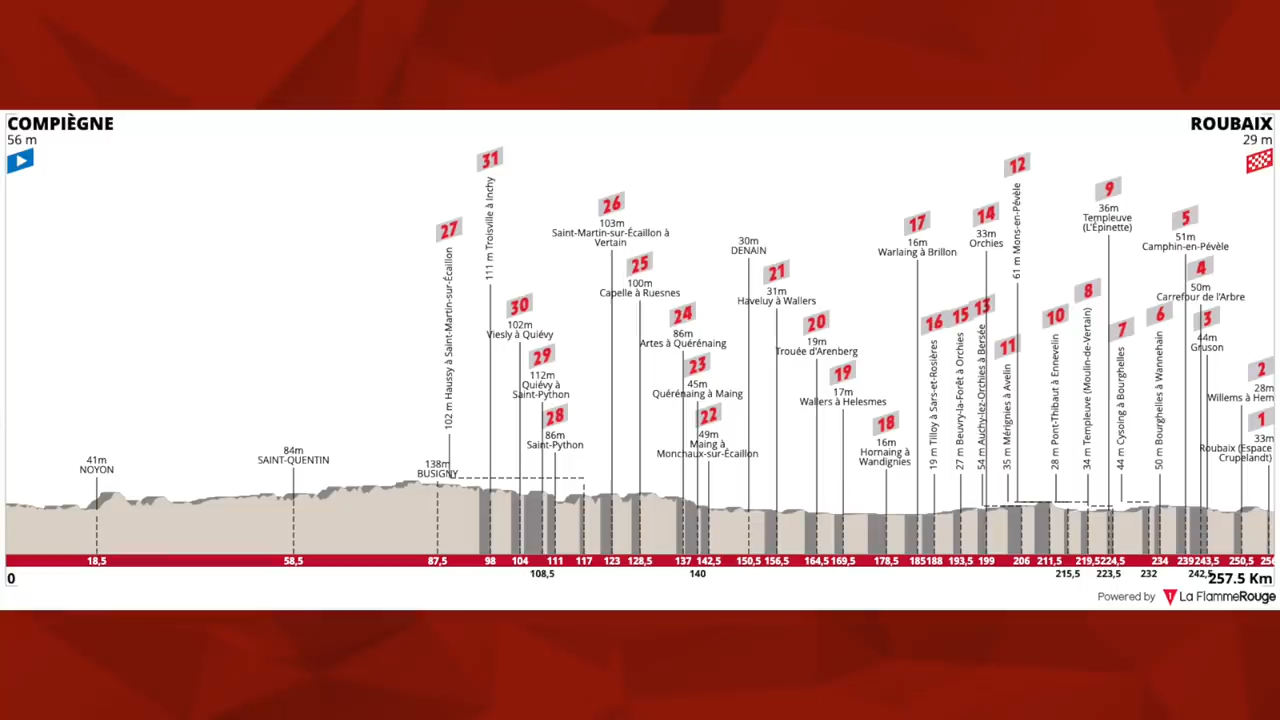 COMPIÈGNE
56 m
ROUBAIX
29 m
41m
NOYON
84m
SAINT-QUENTIN
138m
BUSIGNY
27
102 m Haussy à Saint-Martin-sur-Écaillon
31
111 m Troisville à Inchy
30
102m
Viesly à Quiévy
29
112m
Quiévy à
Saint-Python
28
86m
Saint-Python
26
103m
Saint-Martin-sur-Écaillon à
Vertain
25
100m
Capelle à Ruesnes
24
86m
Artes à Quérénaing
23
45m
Quérénaing à Maing
22
49m
Maing à
Monchaux-sur-Écaillon
30m
DENAIN
21
31m
Haveluy à Wallers
20
19m
Trouée d'Arenberg
19
17m
Wallers à Helesmes
18
16m
Hornaing à
Wandignies
17
16m
Warlaing à Brillon
16
19 m Tilloy à Sars-et-Rosières
15
27 m Beuvry-la-Forêt à Orchies
14
33m
Orchies
13
54 m Auchy-lez-Orchies à Bersée
12
61 m Mons-en-Pévèle
11
35 m Mérignies à Avelin
10
28 m Pont-Thibaut à Ennevelin
9
36m
Templeuve
(L'Épinette)
8
34 m Templeuve (Moulin-de-Vertain)
7
44 m Cysoing à Bourghelles
6
50 m Bourghelles à Wannehain
5
51m
Camphin-en-Pévèle
4
50m
Carrefour de l'Arbre
3
44m
Gruson
2
28m
Willems à Hem
1
33m
Roubaix (Espace
Crupelandt)
18,5 58,5 87,5 98 104 111 117 123 128,5 137 142,5 150,5 156,5 164,5 169,5 178,5 185 188 193,5 199 206 211,5 219,5 224,5 234 239 243,5 250,5
0 108,5 140 215,5 223,5 232 242,5 257.5 Km
Powered by La FlammeRouge